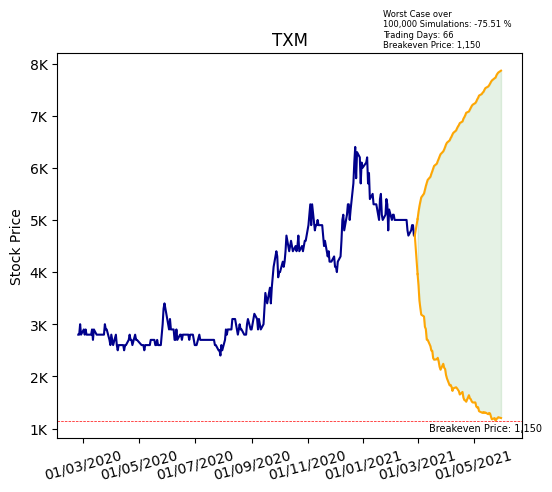 Worst Case over
100,000 Simulations: -75.51 %
Trading Days: 66
Breakeven Price: 1,150
TXM
8K
7K
6K
5K
4K
3K
2K
1K
Stock Price
Breakeven Price: 1,150
01/03/2020
01/05/2020
01/07/2020
01/09/2020
01/11/2020
01/01/2021
01/03/2021
01/05/2021